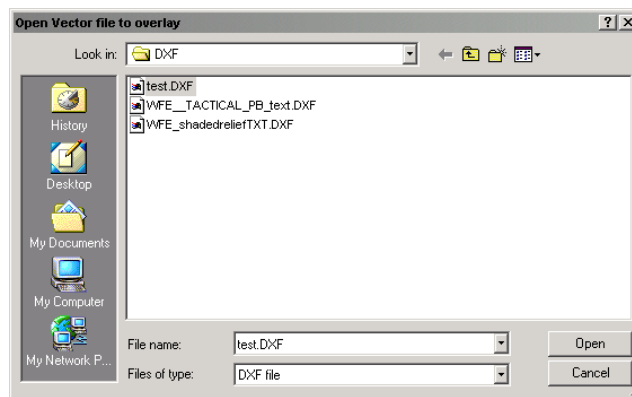 Open Vector file to overlay
Look in: DXF
test.DXF
WFE__TACTICAL_PB_text.DXF
WFE_shadedreliefTXT.DXF
History
Desktop
My Documents
My Computer
My Network P...
File name: test.DXF Open
Files of type: DXF file Cancel